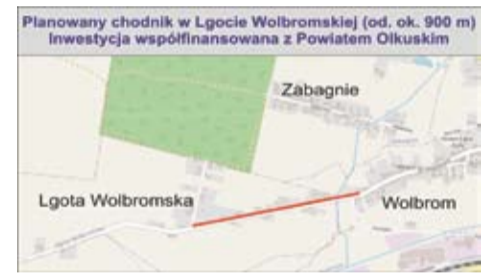 Planowany chodnik w Lgocie Wolbromskiej (od. ok. 900 m)
Inwestycja współfinansowana z Powiatem Olkuskim
Zabagnie
Lgota Wolbromska
Wolbrom